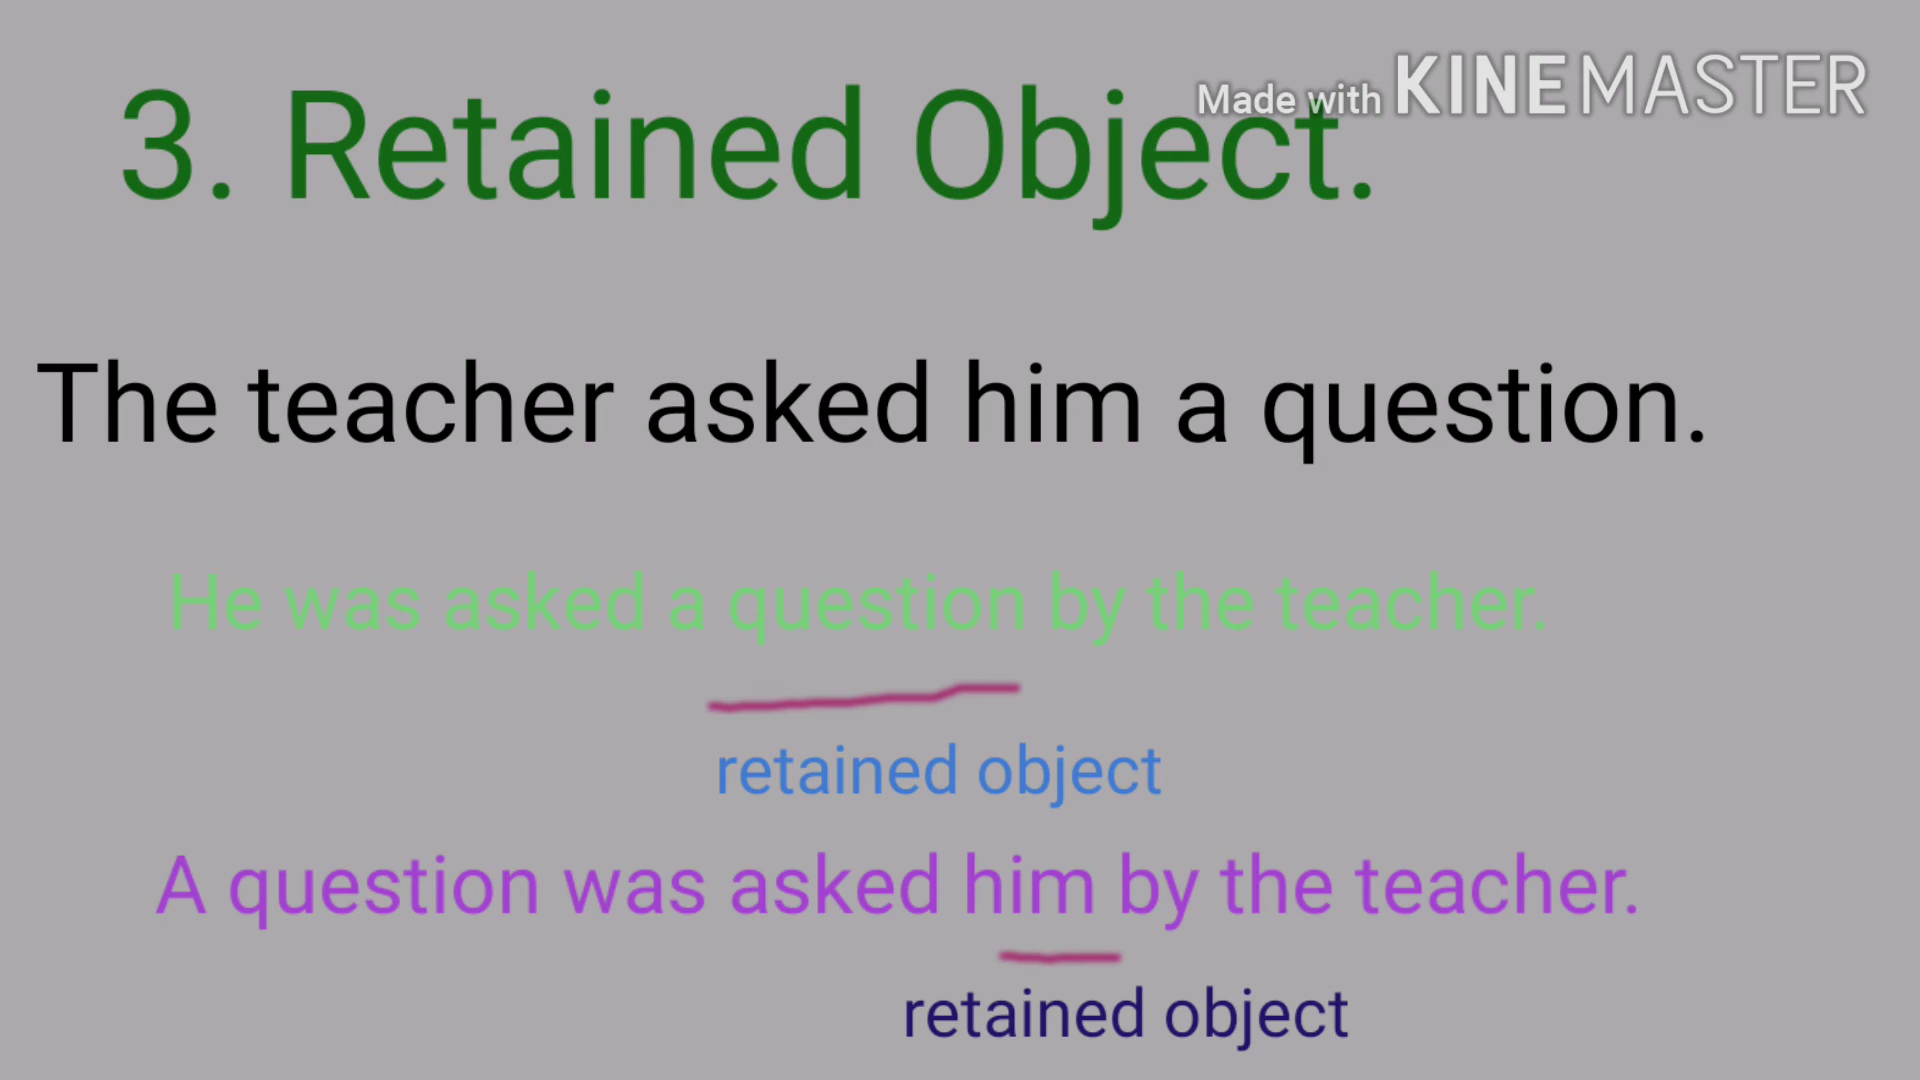 Made with KINEMASTER
3. Retained Object.
The teacher asked him a question.
He was asked a question by the teacher.
retained object
A question was asked him by the teacher.
retained object